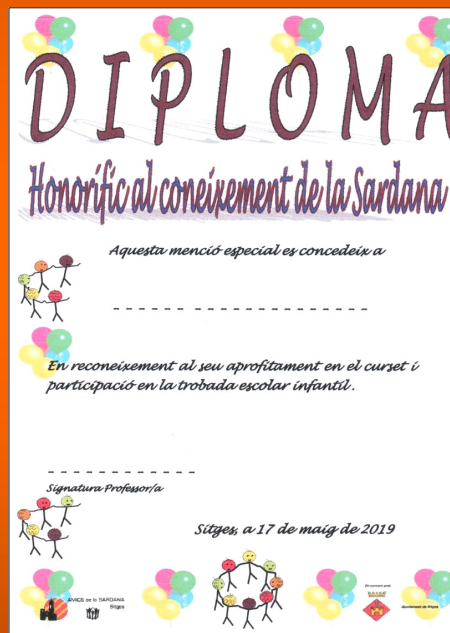 DIPLOMA
Honorífic al coneixement de la Sardana
Aquesta menció especial es concedeix a
En reconeixement al seu aprofitament en el curset i
participació en la trobada escolar infantil.
Signatura Professor/a
Sitges, a 17 de maig de 2019
AMICS de la SARDANA
Sitges
Ajuntament de Sitges